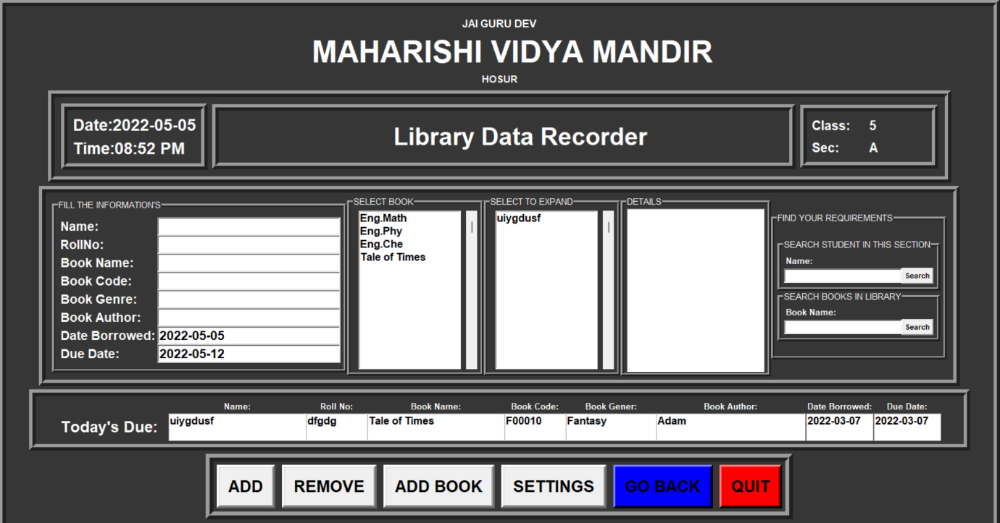 JAI GURU DEV
MAHARISHI VIDYA MANDIR
HOSUR
Date:2022-05-05
Time:08:52 PM
Library Data Recorder
Class: 5
Sec: A
FILL THE INFORMATION'S
Name:
RollNo:
Book Name:
Book Code:
Book Genre:
Book Author:
Date Borrowed: 2022-05-05
Due Date: 2022-05-12
SELECT BOOK
Eng.Math
Eng.Phy
Eng.Che
Tale of Times
SELECT TO EXPAND
uiygdusf
DETAILS
FIND YOUR REQUIREMENTS
SEARCH STUDENT IN THIS SECTION
Name:
Search
SEARCH BOOKS IN LIBRARY
Book Name:
Search
Name: Roll No: Book Name: Book Code: Book Gener: Book Author: Date Borrowed: Due Date:
Today's Due: uiygdusf dfgdg Tale of Times F00010 Fantasy Adam 2022-03-07 2022-03-07
ADD REMOVE ADD BOOK SETTINGS GO BACK QUIT